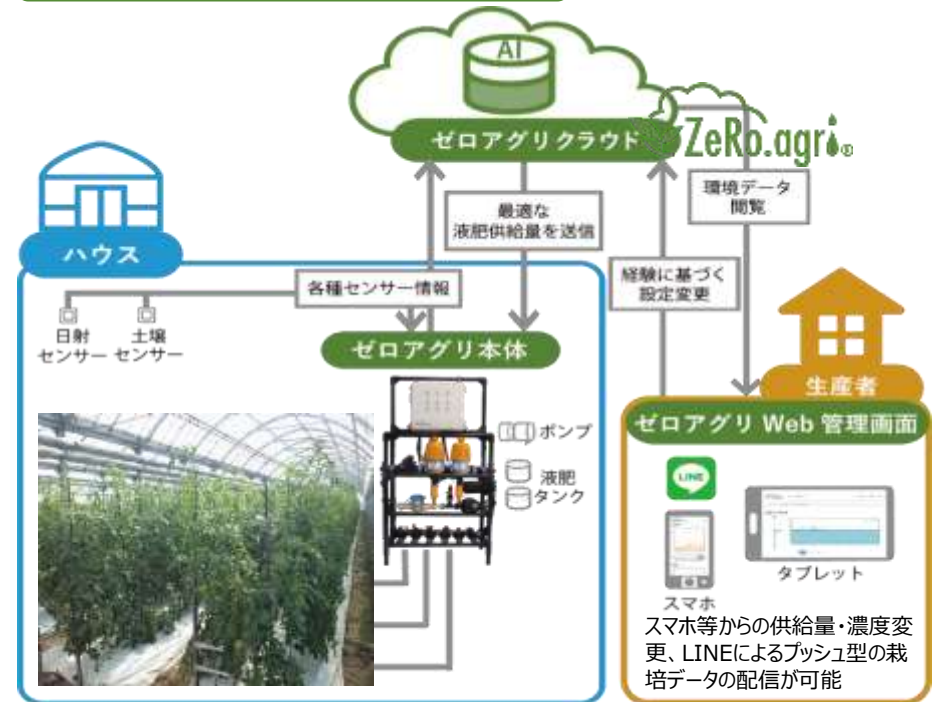 AI
ゼロアグリクラウド
ZeRo.agri®
環境データ
閲覧
最適な
液肥供給量を送信
ハウス
経験に基づく
設定変更
各種センサー情報
日射
センサー
土壌
センサー
ゼロアグリ本体
生産者
ゼロアグリ Web 管理画面
ポンプ
液肥
タンク
LINE
タブレット
スマホ
スマホ等からの供給量・濃度変
更、LINEによるプッシュ型の栽
培データの配信が可能